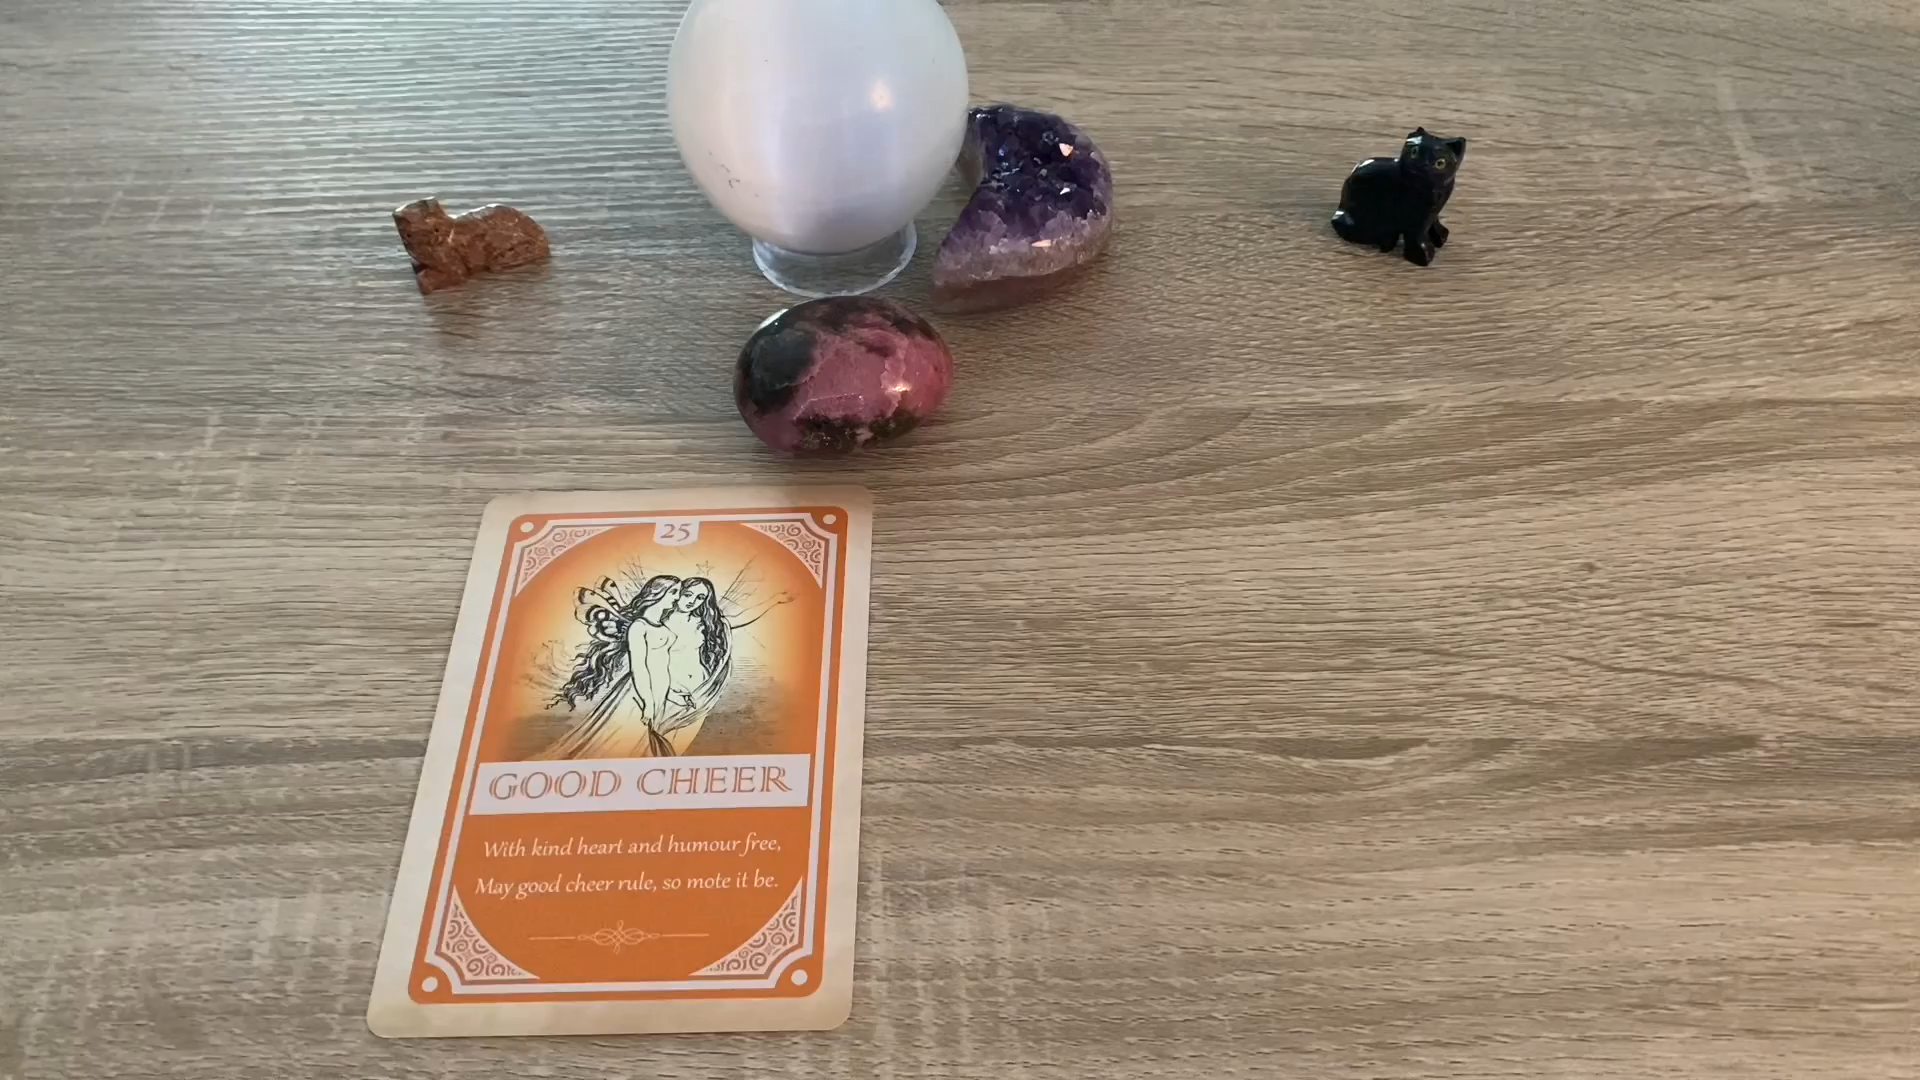 25
GOOD CHEER
With kind heart and humour free,
May good cheer rule, so mote it be.